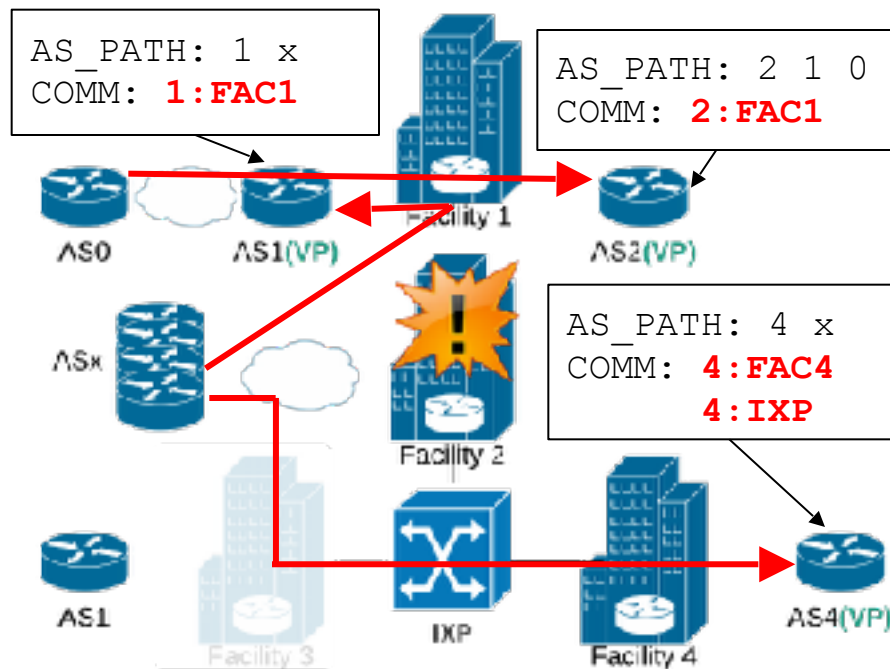 AS_PATH: 1 x
COMM: 1:FAC1
AS_PATH: 2 1 0
COMM: 2:FAC1
Facility 1
AS0
AS1(VP)
AS2(VP)
AS_PATH: 4 x
COMM: 4:FAC4
4:IXP
ASx
!
Facility 2
AS1
Facility 3
IXP
Facility 4
AS4(VP)